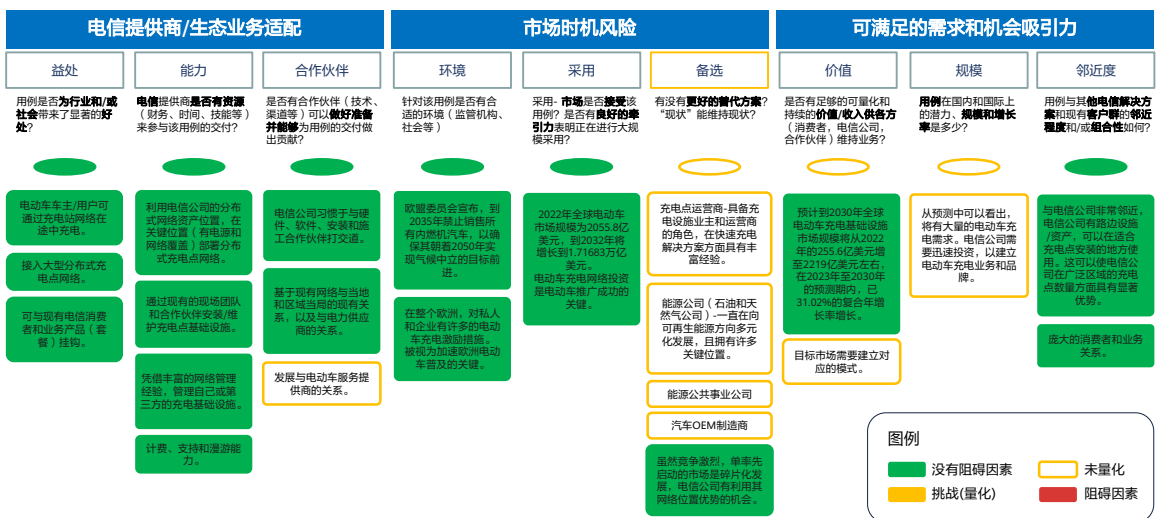 电信提供商/生态业务适配
市场时机风险
可满足的需求和机会吸引力
益处
能力
合作伙伴
环境
采用
备选
价值
规模
邻近度
用例是否为行业和/或
社会带来了显著的好
处?
电信提供商是否有资源
（财务、时间、技能等）
来参与该用例的交付？
是否有合作伙伴（技术、
渠道等）可以做好准备
并能够为用例的交付做
出贡献？
针对该用例是否有合
适的环境（监管机构、
社会等）
采用- 市场是否接受该
用例？是否有良好的牵
引力表明正在进行大规
模采用?
有没有更好的替代方案？
“现状”能维持现状?
是否有足够的可量化和
持续的价值/收入供各方
（消费者，电信公司，
合作伙伴）维持业务?
用例在国内和国际上
的潜力、规模和增长
率是多少?
用例与其他电信解决方
案和现有客户群的邻近
程度和/或组合性如何?
电动车车主/用户可
通过充电站网络在
途中充电。
接入大型分布式充
电点网络。
可与现有电信消费
者和业务产品（套
餐）挂钩。
利用电信公司的分布
式网络资产位置，在
关键位置（有电源和
网络覆盖）部署分布
式充电点网络。
通过现有的现场团队
和合作伙伴安装/维
护充电点基础设施。
凭借丰富的网络管理
经验，管理自己或第
三方的充电基础设施。
计费、支持和漫游能
力。
电信公司习惯于与硬
件、软件、安装和施
工合作伙伴打交道。
基于现有网络与当地
和区域当局的现有关
系，以及与电力供应
商的关系。
发展与电动车服务提
供商的关系。
欧盟委员会宣布，到
2035年禁止销售所
有内燃机汽车，以确
保其朝着2050年实
现气候中立的目标前
进。
在整个欧洲，对私人
和企业有许多的电动
车充电激励措施。
被视为加速欧洲电动
车普及的关键。
2022年全球电动车
市场规模为2055.8亿
美元，到2032年将
增长到1.71683万亿
美元。
电动车充电网络投资
是电动车推广成功的
关键。
充电点运营商-具备充
电设施业主和运营商
的角色，在快速充电
解决方案方面具有丰
富经验。
能源公司（石油和天
然气公司）-一直在向
可再生能源方向多元
化发展，且拥有许多
关键位置。
能源公共事业公司
汽车OEM制造商
虽然竞争激烈，单率先
启动的市场是碎片化发
展，电信公司有利用其
网络位置优势的机会。
预计到2030年全球
电动车充电基础设施
市场规模将从2022
年的255.6亿美元增
至2219亿美元左右，
在2023年至2030年
的预测期内，已
31.02%的复合年增
长率增长。
目标市场需要建立对
应的模式。
从预测中可以看出，
将有大量的电动车充
电需求。电信公司需
要迅速投资，以建立
电动车充电业务和品
牌。
与电信公司非常邻近，
电信公司有路边设施
/资产，可以在适合
充电点安装的地方使
用。这可以使电信公
司在广泛区域的充电
点数量方面具有显著
优势。
庞大的消费者和业务
关系。
图例
没有阻碍因素
未量化
挑战(量化)
阻碍因素